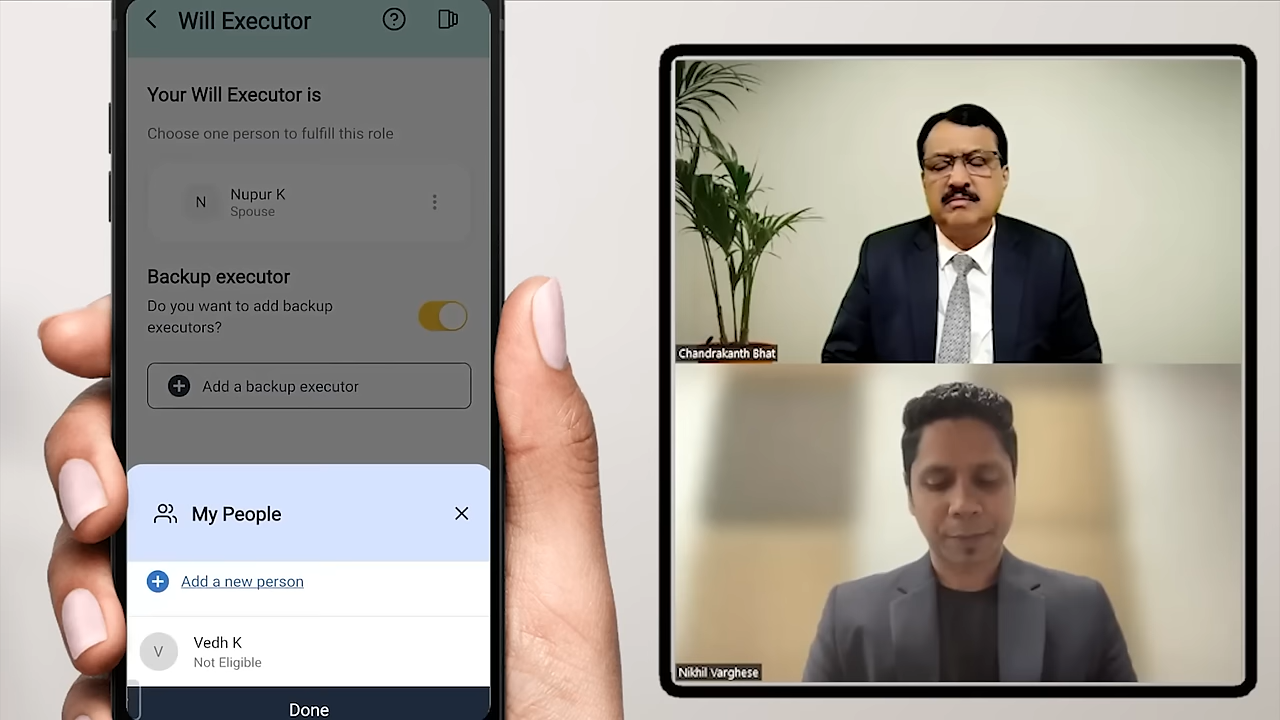 Will Executor
Your Will Executor is
Choose one person to fulfill this role
N
Nupur K
Spouse
Backup executor
Do you want to add backup
executors?
Add a backup executor
My People
Add a new person
V
Vedh K
Not Eligible
Done
Chandrakanth Bhat
Nikhil Varghese